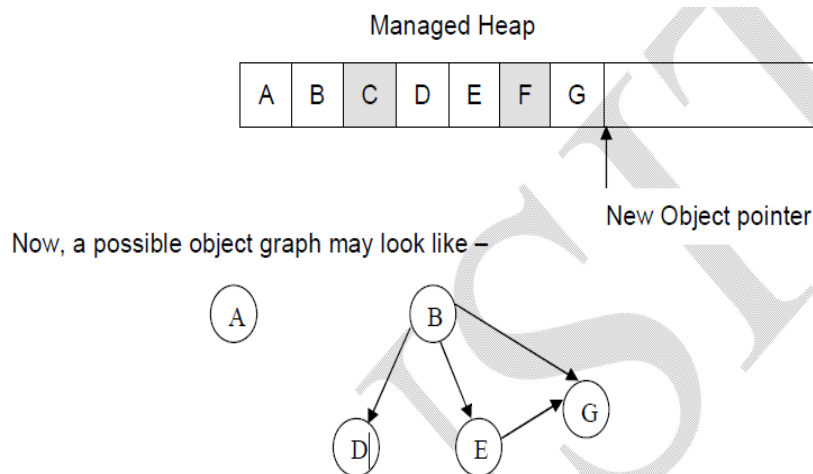 Managed Heap
A B C D E F G
New Object pointer
Now, a possible object graph may look like –
A B
G
D E